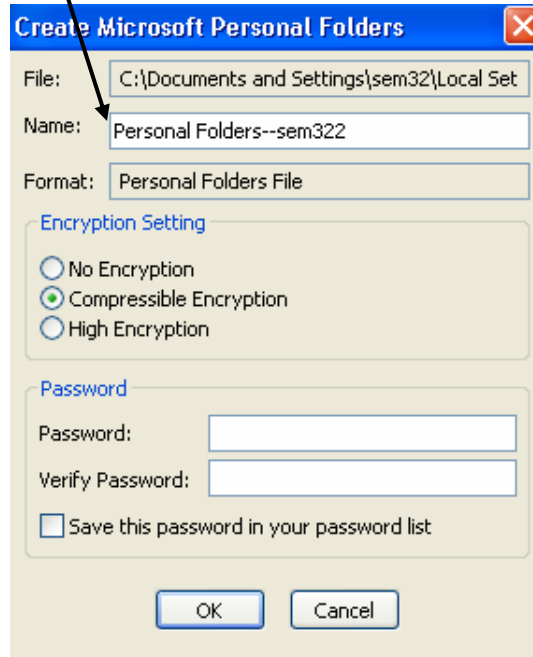 Create Microsoft Personal Folders
File: C:\Documents and Settings\sem32\Local Set
Name: Personal Folders--sem322
Format: Personal Folders File
Encryption Setting
No Encryption
Compressible Encryption
High Encryption
Password
Password:
Verify Password:
Save this password in your password list
OK Cancel